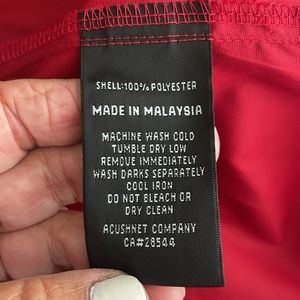 SHELL:100% POLYESTER
MADE IN MALAYSIA
MACHINE WASH COLD
TUMBLE DRY LOW
REMOVE IMMEDIATELY
WASH DARKS SEPARATELY
COOL IRON
DO NOT BLEACH OR
DRY CLEAN
ACUSHNET COMPANY
CA#28544